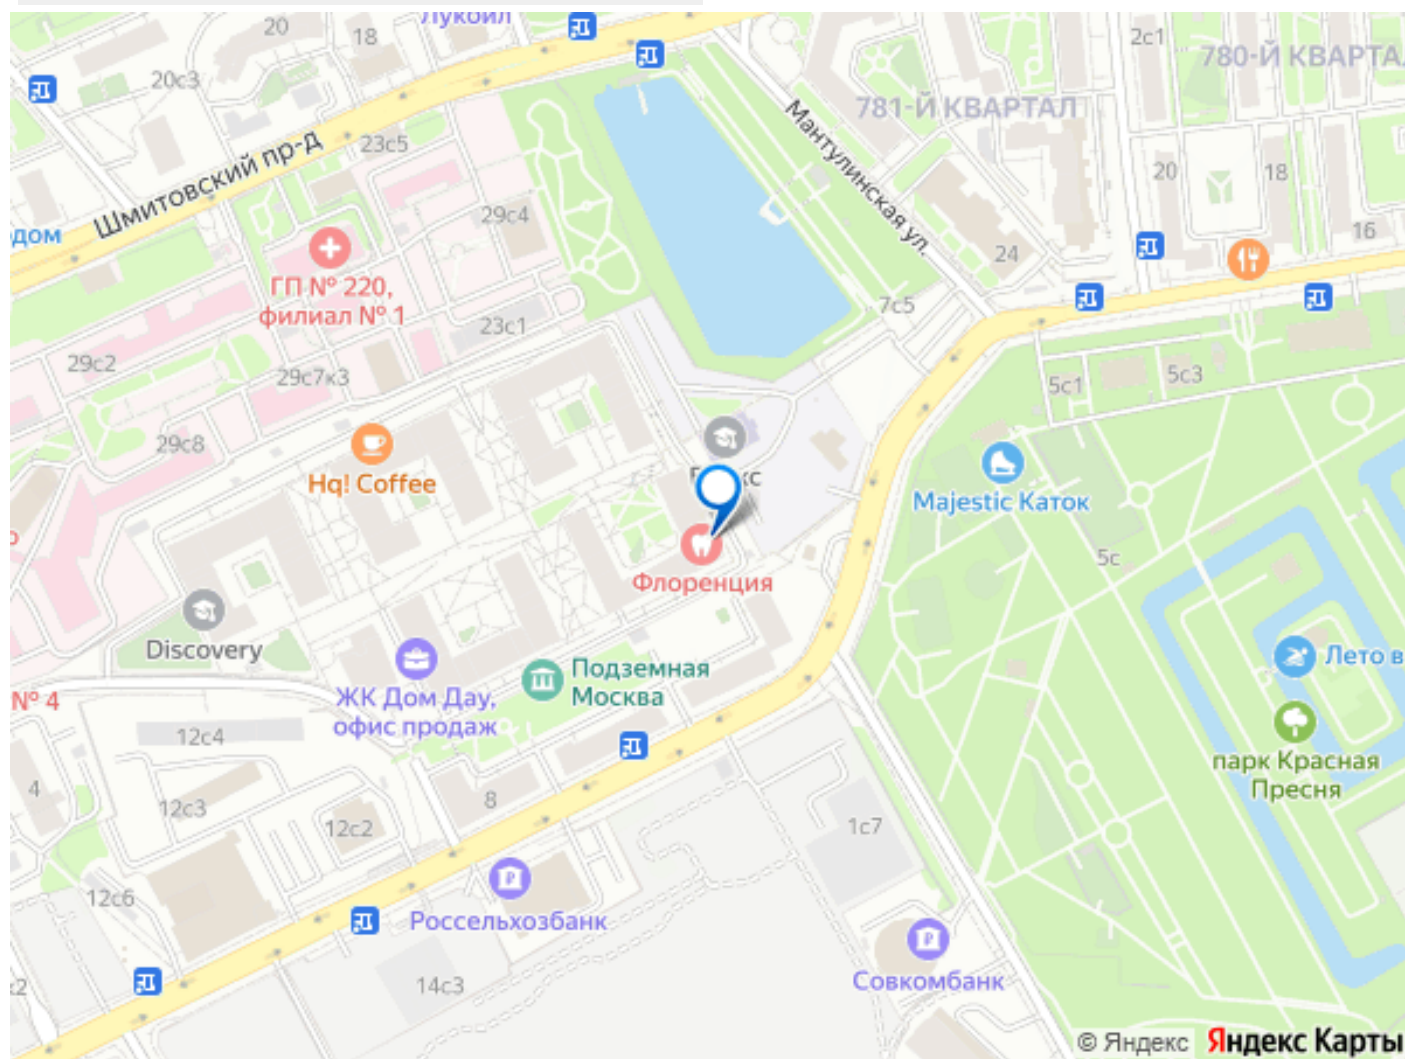 Лукойл
20
18
2с1
780-Й КВАРТА
20с3
781-Й КВАРТАЛ
Мантулинская ул.
23с5
Шмитовский пр-д
29с4
20
18
16
24
ГП № 220,
филиал № 1
7с5
23с1
29с2
29с7к3
5с1
5с3
29с8
Hq! Coffee
Majestic Каток
5с
Флоренция
Discovery
Подземная
Москва
Лето в
№ 4
ЖК Дом Дау,
офис продаж
12с4
парк Красная
Пресня
4
12с3
8
12с2
1с7
12с6
Россельхозбанк
Совкомбанк
14с3
© Яндекс Яндекс Карты